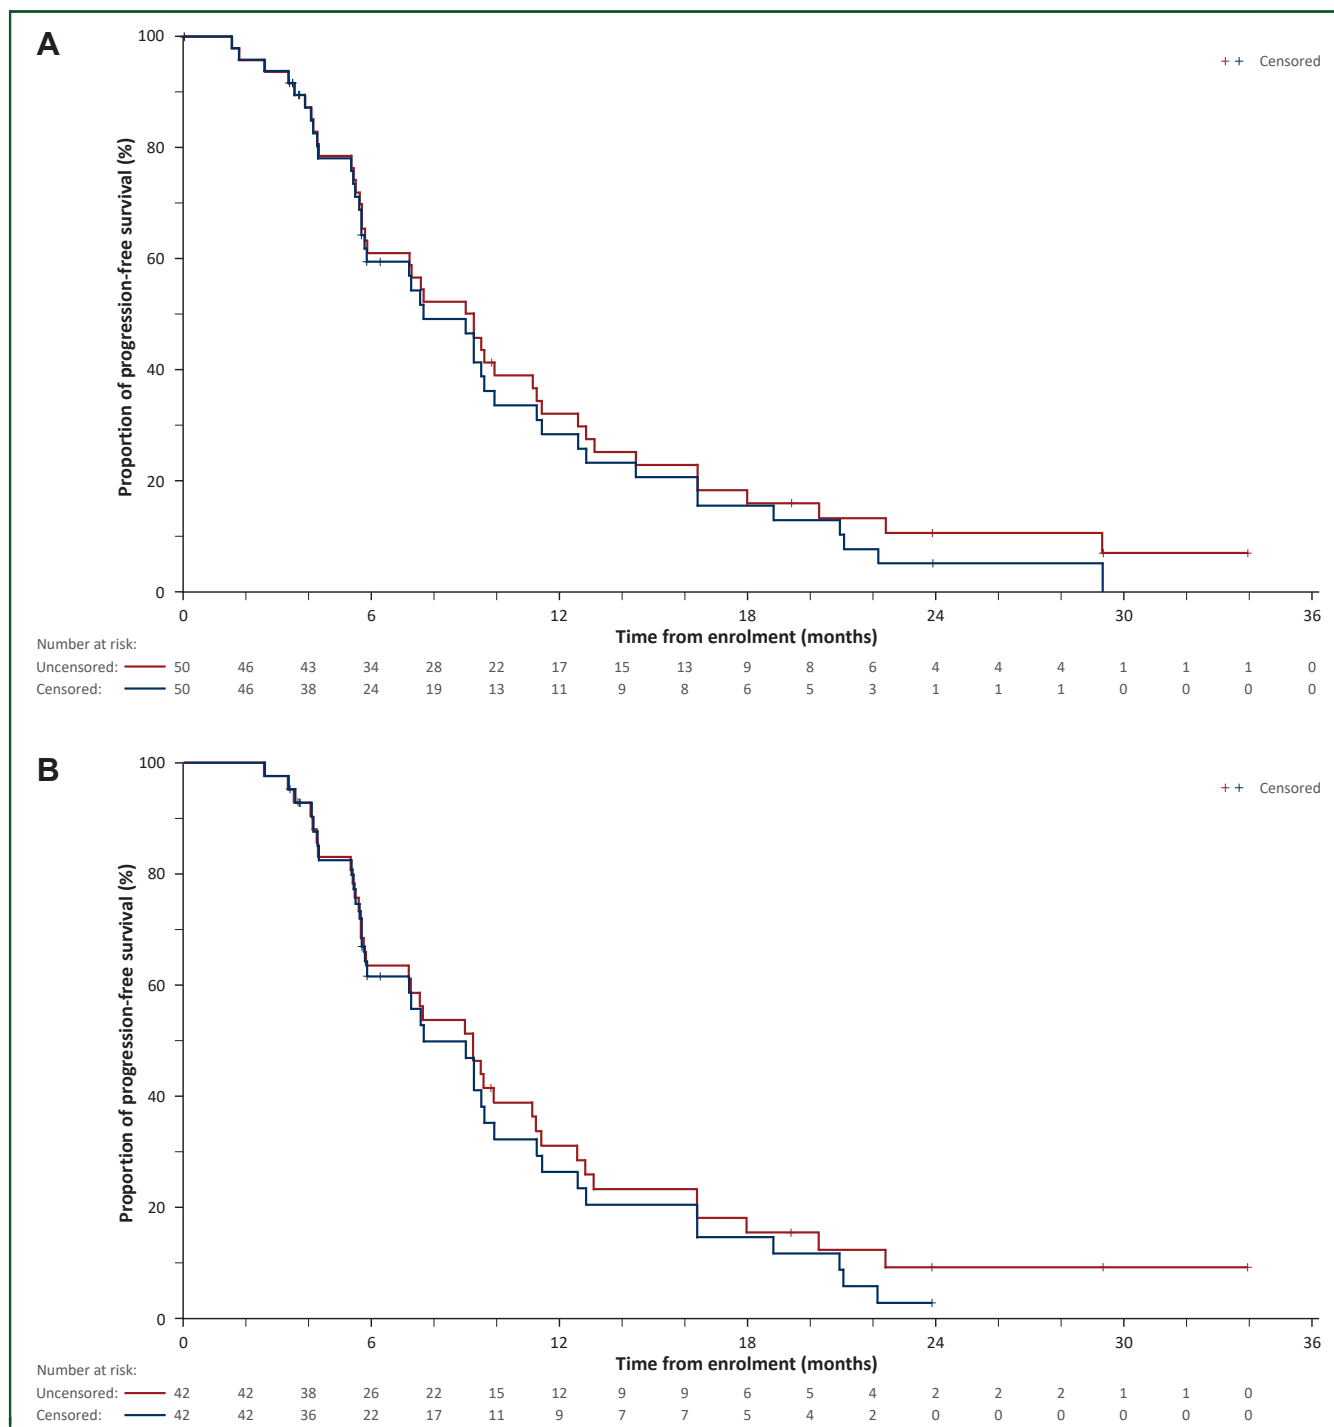 A
100
80
60
40
20
0
Proportion of progression-free survival (%)
++ Censored
0 6 12 18 24 30 36
Time from enrolment (months)
Number at risk:
Uncensored: 50 46 43 34 28 22 17 15 13 9 8 6 4 4 4 1 1 1 0
Censored: 50 46 38 24 19 13 11 9 8 6 5 3 1 1 1 0 0 0 0
B
100
80
60
40
20
0
Proportion of progression-free survival (%)
++ Censored
0 6 12 18 24 30 36
Time from enrolment (months)
Number at risk:
Uncensored: 42 42 38 26 22 15 12 9 9 6 5 4 2 2 2 1 1 0
Censored: 42 42 36 22 17 11 9 7 7 5 4 2 0 0 0 0 0 0